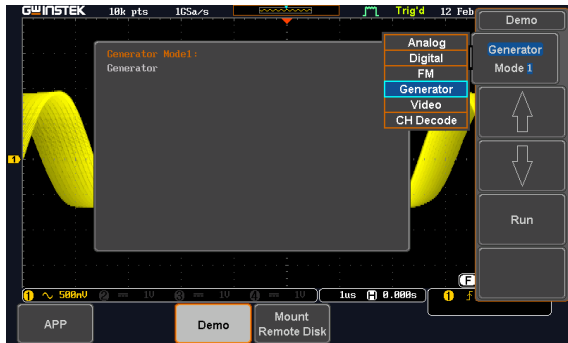 GWINSTEK 10k pts 1GSa/s Trig'd 12 Feb
Demo
Generator
Mode 1
Analog
Digital
FM
Generator
Video
CH Decode
Generator Mode1:
Generator
1
Run
F
1 500mV 2 1V 3 1V 4 1V 1us H 0.000s 1
APP
Demo
Mount
Remote Disk